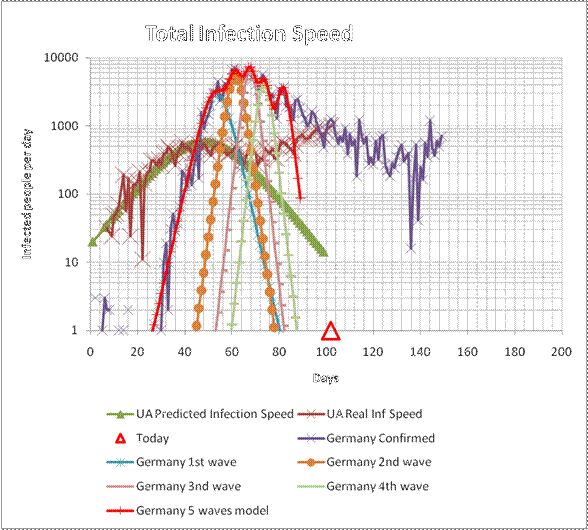 Total Infection Speed
Infected people per day
10000
1000
100
10
1
0 20 40 60 80 100 120 140 160 180 200
Days
UA Predicted Infection Speed UA Real Inf Speed
Today Germany Confirmed
Germany 1st wave Germany 2nd wave
Germany 3nd wave Germany 4th wave
Germany 5 waves model